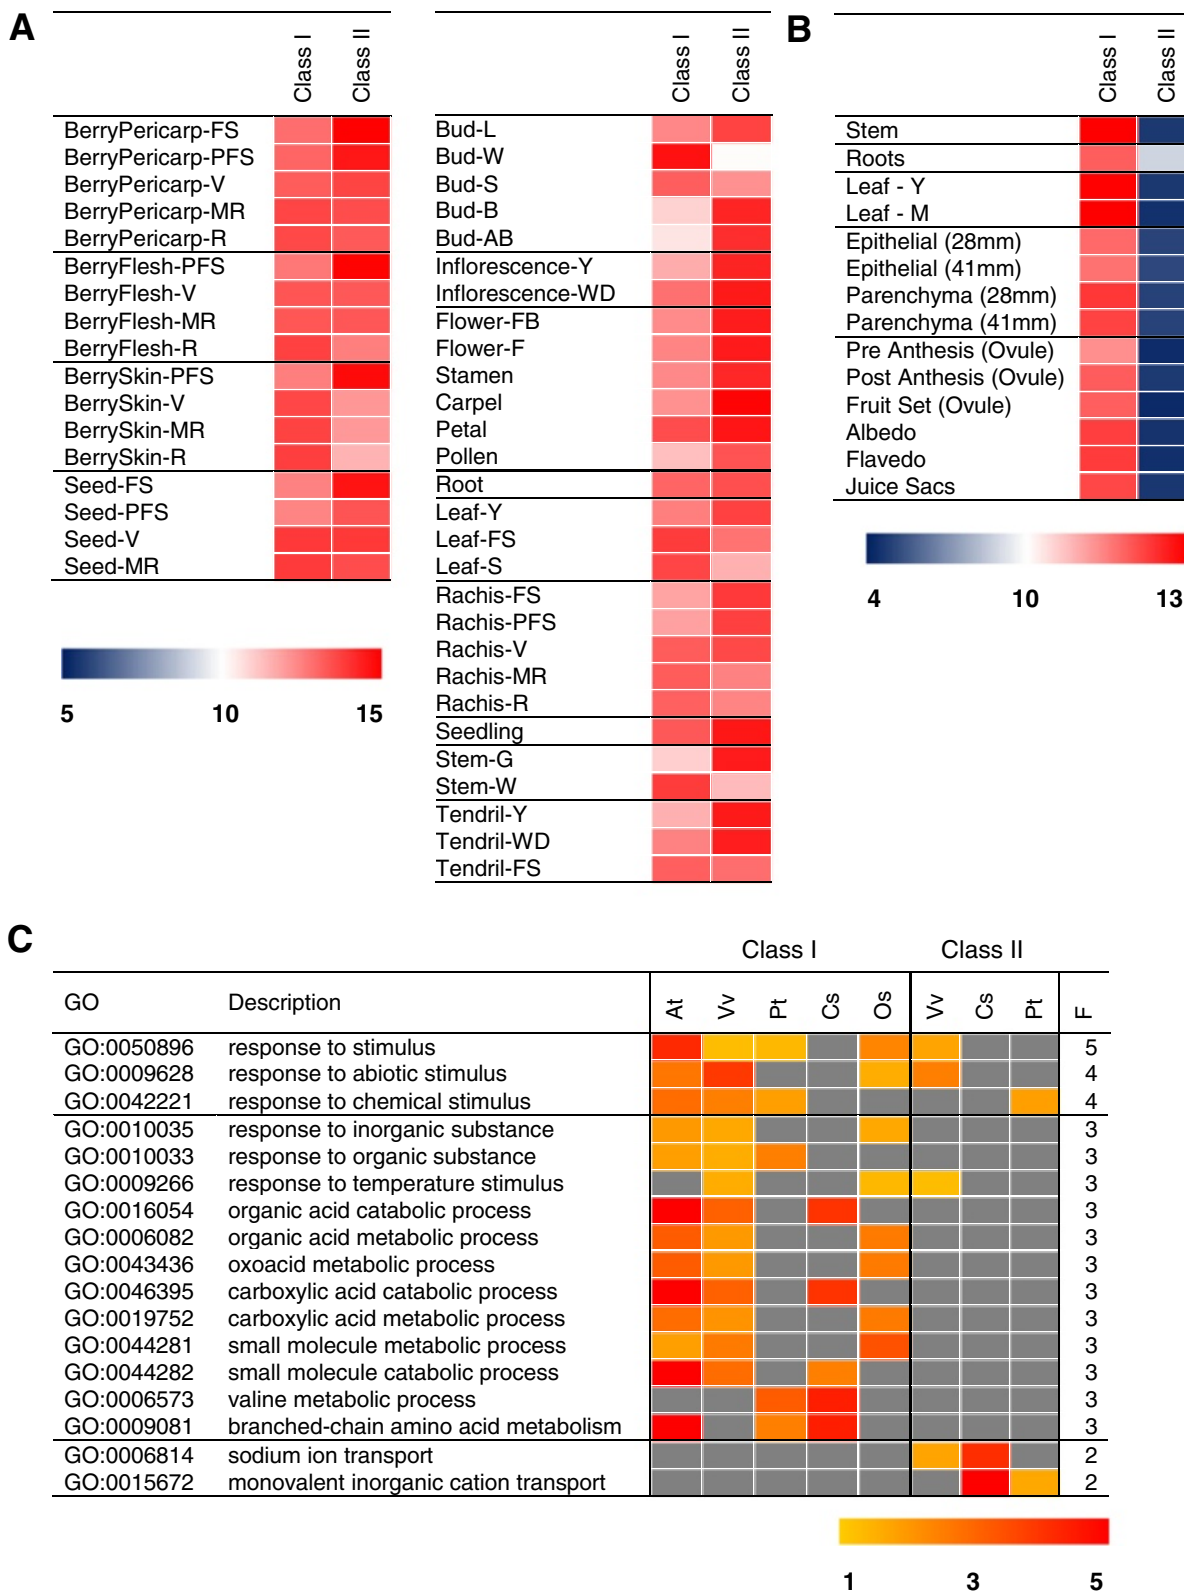 A
Class I
Class II
BerryPericarp-FS
BerryPericarp-PFS
BerryPericarp-V
BerryPericarp-MR
BerryPericarp-R
BerryFlesh-PFS
BerryFlesh-V
BerryFlesh-MR
BerryFlesh-R
BerrySkin-PFS
BerrySkin-V
BerrySkin-MR
BerrySkin-R
Seed-FS
Seed-PFS
Seed-V
Seed-MR
5 10 15
Class I
Class II
Bud-L
Bud-W
Bud-S
Bud-B
Bud-AB
Inflorescence-Y
Inflorescence-WD
Flower-FB
Flower-F
Stamen
Carpel
Petal
Pollen
Root
Leaf-Y
Leaf-FS
Leaf-S
Rachis-FS
Rachis-PFS
Rachis-V
Rachis-MR
Rachis-R
Seedling
Stem-G
Stem-W
Tendril-Y
Tendril-WD
Tendril-FS
B
Class I
Class II
Stem
Roots
Leaf - Y
Leaf - M
Epithelial (28mm)
Epithelial (41mm)
Parenchyma (28mm)
Parenchyma (41mm)
Pre Anthesis (Ovule)
Post Anthesis (Ovule)
Fruit Set (Ovule)
Albedo
Flavedo
Juice Sacs
4 10 13
C
Class I Class II
GO Description At Vv Pt Cs Os Vv Cs Pt F
GO:0050896 response to stimulus 5
GO:0009628 response to abiotic stimulus 4
GO:0042221 response to chemical stimulus 4
GO:0010035 response to inorganic substance 3
GO:0010033 response to organic substance 3
GO:0009266 response to temperature stimulus 3
GO:0016054 organic acid catabolic process 3
GO:0006082 organic acid metabolic process 3
GO:0043436 oxoacid metabolic process 3
GO:0046395 carboxylic acid catabolic process 3
GO:0019752 carboxylic acid metabolic process 3
GO:0044281 small molecule metabolic process 3
GO:0044282 small molecule catabolic process 3
GO:0006573 valine metabolic process 3
GO:0009081 branched-chain amino acid metabolism 3
GO:0006814 sodium ion transport 2
GO:0015672 monovalent inorganic cation transport 2
1 3 5